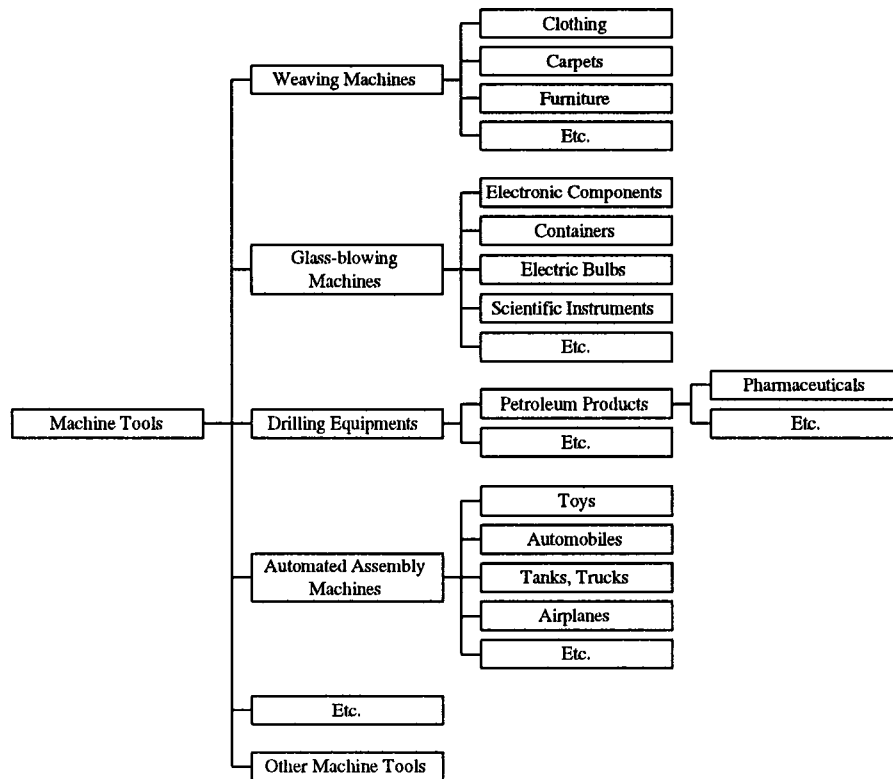 Machine Tools
Weaving Machines
Clothing
Carpets
Furniture
Etc.
Glass-blowing
Machines
Electronic Components
Containers
Electric Bulbs
Scientific Instruments
Etc.
Drilling Equipments
Petroleum Products
Pharmaceuticals
Etc.
Etc.
Automated Assembly
Machines
Toys
Automobiles
Tanks, Trucks
Airplanes
Etc.
Etc.
Other Machine Tools